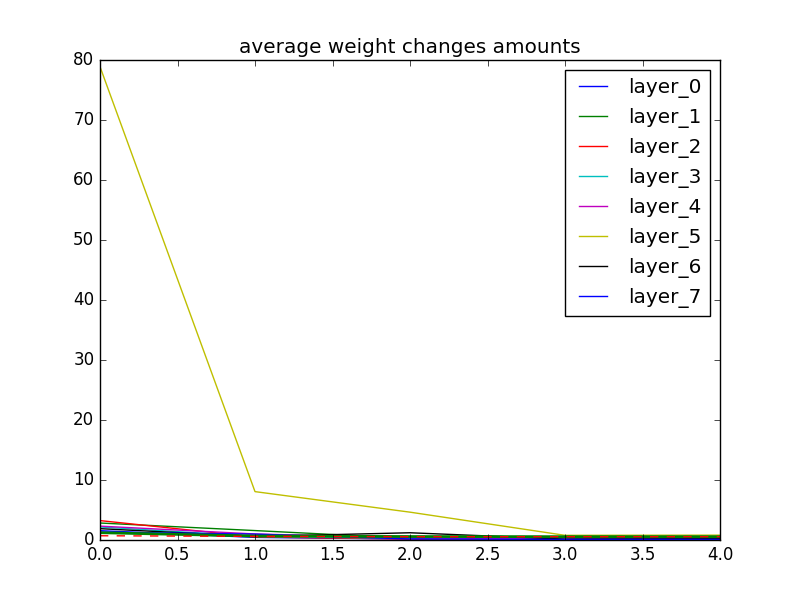 average weight changes amounts
80
70
60
50
40
30
20
10
0
layer_0
layer_1
layer_2
layer_3
layer_4
layer_5
layer_6
layer_7
0.0 0.5 1.0 1.5 2.0 2.5 3.0 3.5 4.0